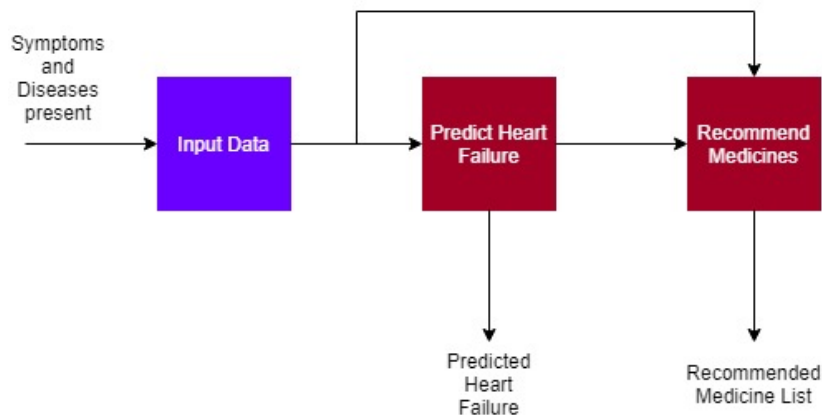 Symptoms
and
Diseases
present
Input Data
Predict Heart
Failure
Recommend
Medicines
Predicted
Heart
Failure
Recommended
Medicine List